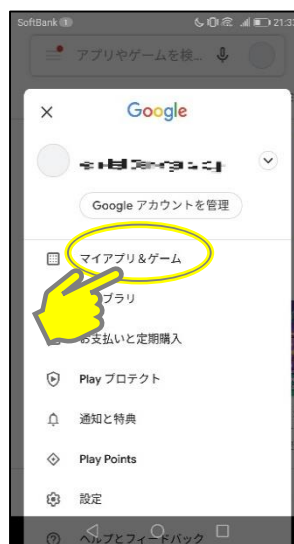 SoftBank 1 21:33
アプリやゲームを検...
Google
Google アカウントを管理
マイアプリ&ゲーム
ブラリ
お支払いと定期購入
Play プロテクト
通知と特典
Play Points
設定
ヘルプとフィードバック